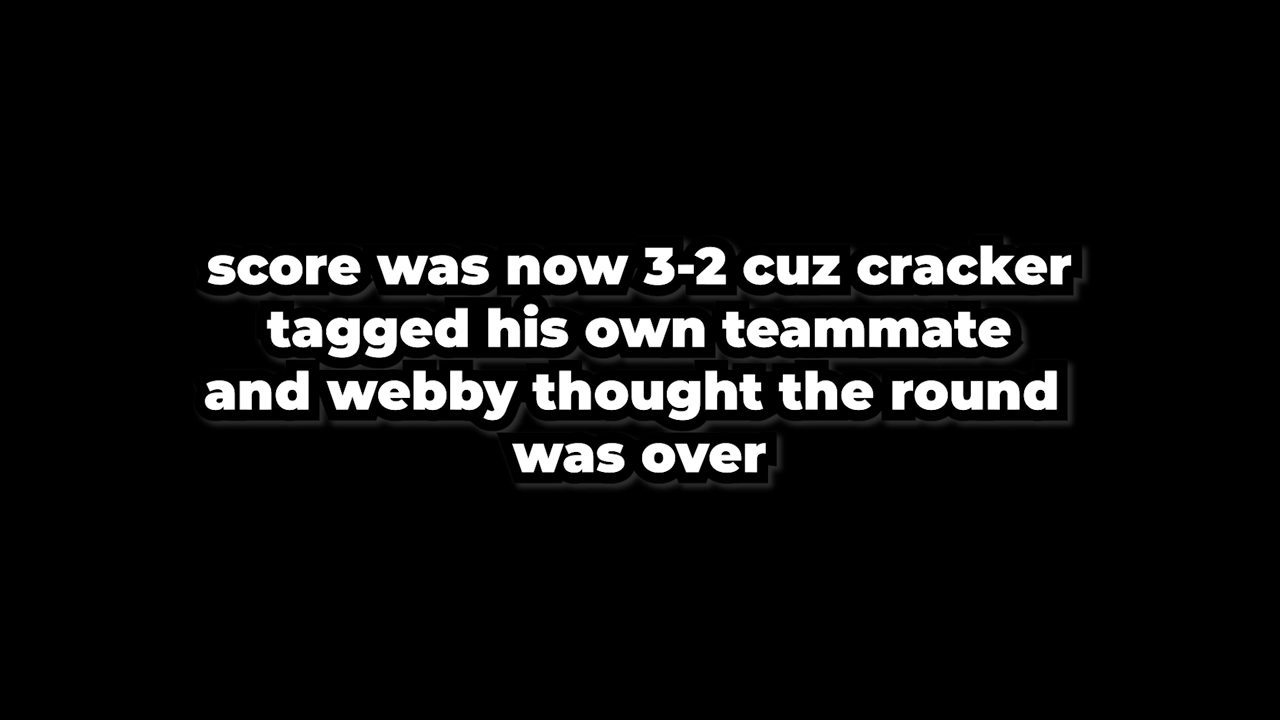 score was now 3-2 cuz cracker
tagged his own teammate
and webby thought the round
was over